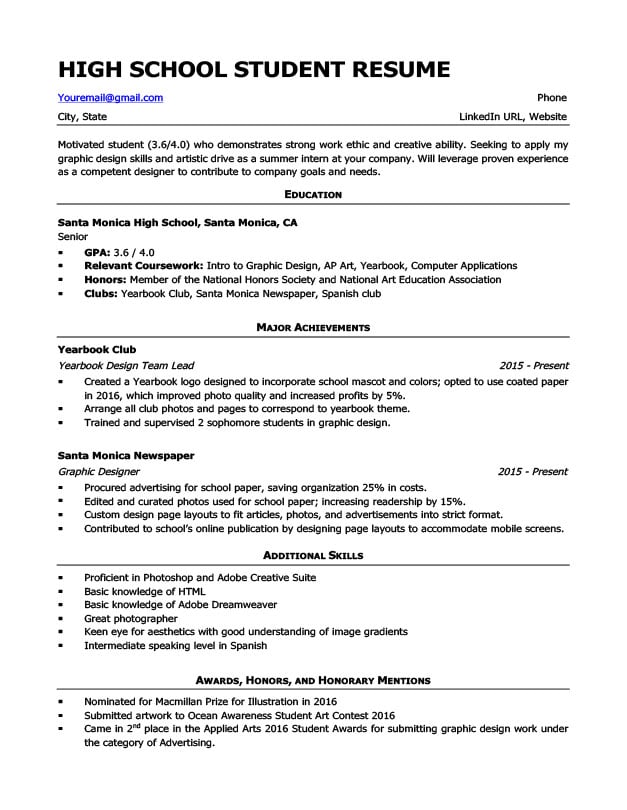 HIGH SCHOOL STUDENT RESUME
Youremail@gmail.com Phone
City, State LinkedIn URL, Website
Motivated student (3.6/4.0) who demonstrates strong work ethic and creative ability. Seeking to apply my
graphic design skills and artistic drive as a summer intern at your company. Will leverage proven experience
as a competent designer to contribute to company goals and needs.
EDUCATION
Santa Monica High School, Santa Monica, CA
Senior
▪ GPA: 3.6 / 4.0
▪ Relevant Coursework: Intro to Graphic Design, AP Art, Yearbook, Computer Applications
▪ Honors: Member of the National Honors Society and National Art Education Association
▪ Clubs: Yearbook Club, Santa Monica Newspaper, Spanish club
MAJOR ACHIEVEMENTS
Yearbook Club
Yearbook Design Team Lead 2015 - Present
▪ Created a Yearbook logo designed to incorporate school mascot and colors; opted to use coated paper
in 2016, which improved photo quality and increased profits by 5%.
▪ Arrange all club photos and pages to correspond to yearbook theme.
▪ Trained and supervised 2 sophomore students in graphic design.
Santa Monica Newspaper
Graphic Designer 2015 - Present
▪ Procured advertising for school paper, saving organization 25% in costs.
▪ Edited and curated photos used for school paper; increasing readership by 15%.
▪ Custom design page layouts to fit articles, photos, and advertisements into strict format.
▪ Contributed to school's online publication by designing page layouts to accommodate mobile screens.
ADDITIONAL SKILLS
▪ Proficient in Photoshop and Adobe Creative Suite
▪ Basic knowledge of HTML
▪ Basic knowledge of Adobe Dreamweaver
▪ Great photographer
▪ Keen eye for aesthetics with good understanding of image gradients
▪ Intermediate speaking level in Spanish
AWARDS, HONORS, AND HONORARY MENTIONS
▪ Nominated for Macmillan Prize for Illustration in 2016
▪ Submitted artwork to Ocean Awareness Student Art Contest 2016
▪ Came in 2nd place in the Applied Arts 2016 Student Awards for submitting graphic design work under
the category of Advertising.